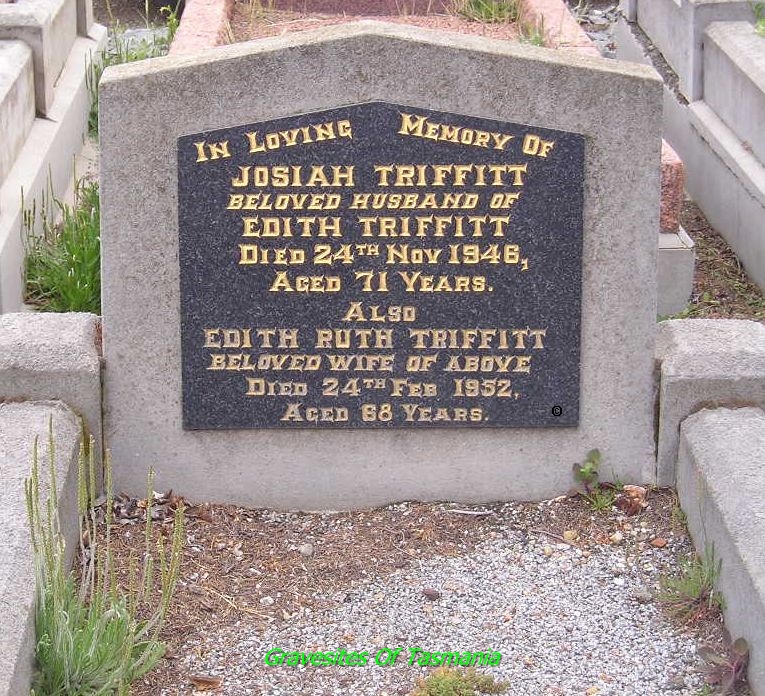 In Loving Memory Of
JOSIAH TRIFFITT
BELOVED HUSBAND OF
EDITH TRIFFITT
Died 24TH Nov 1946,
Aged 71 Years.
Also
EDITH RUTH TRIFFITT
BELOVED WIFE OF ABOVE
Died 24TH Feb 1952,
Aged 68 Years.
©
Gravesites Of Tasmania